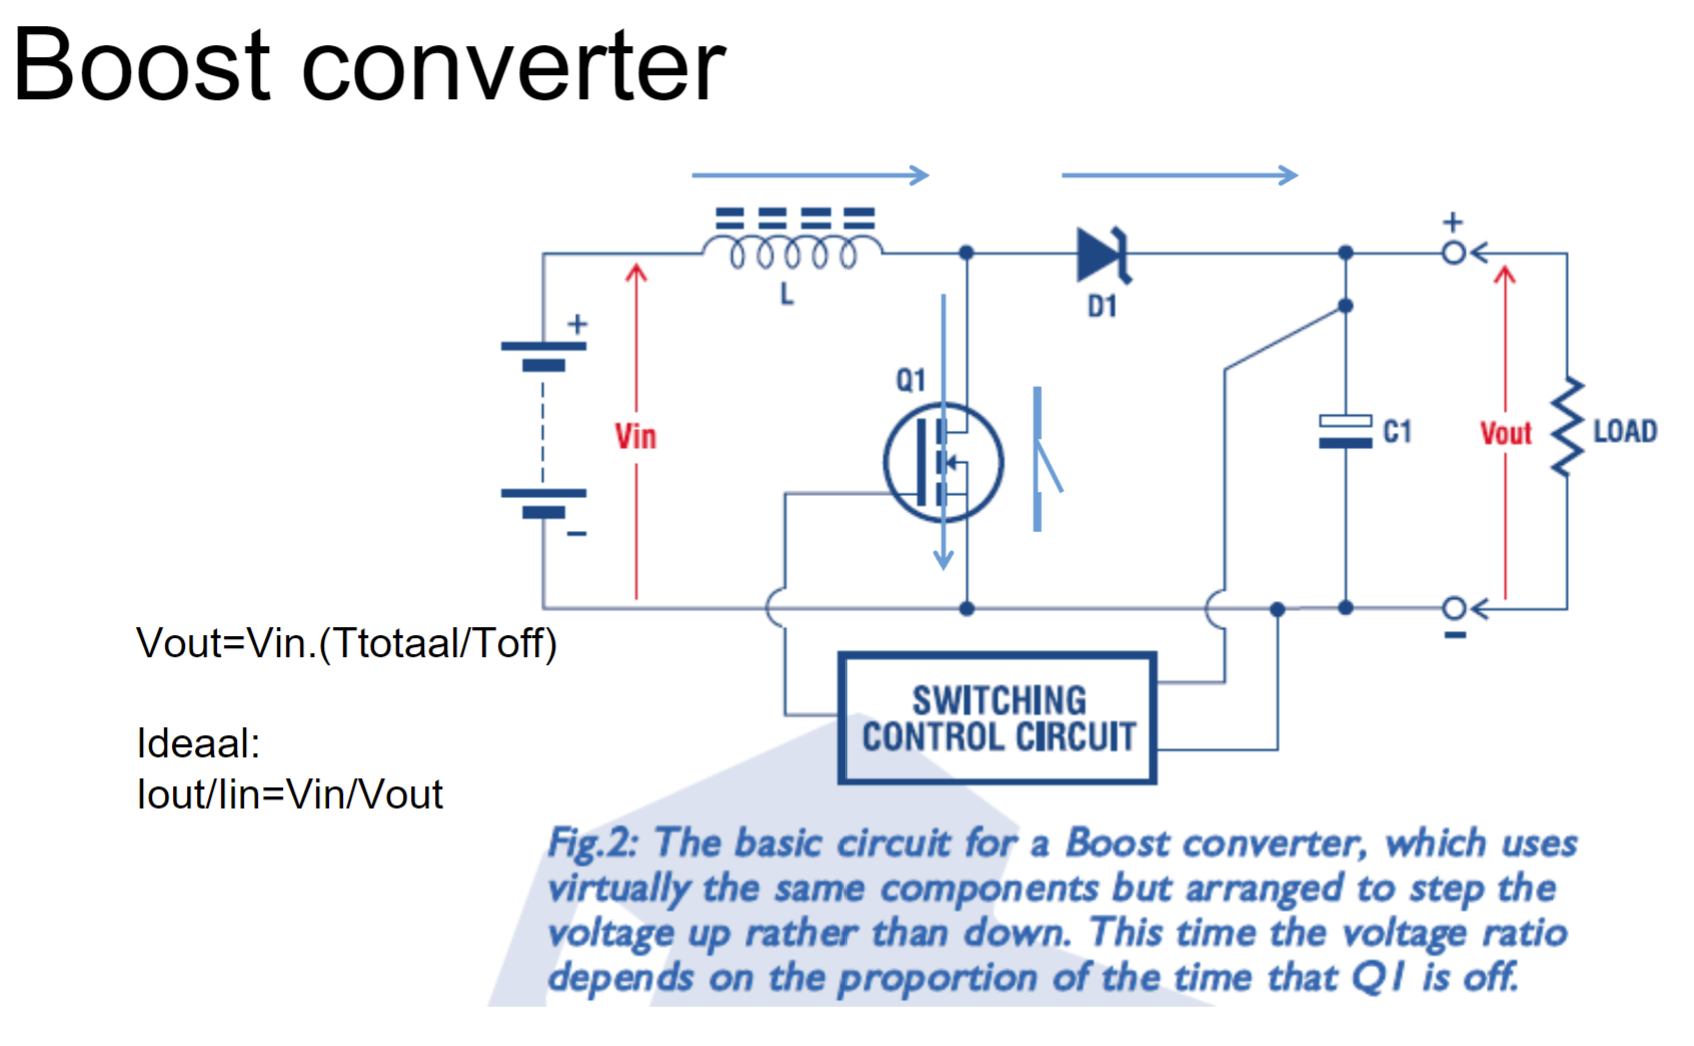 Boost converter
L
D1
+
+
Q1
Vin
C1
Vout
LOAD
−
−
Vout=Vin.(Ttotaal/Toff)
SWITCHING
CONTROL CIRCUIT
Ideaal:
Iout/Iin=Vin/Vout
Fig.2: The basic circuit for a Boost converter, which uses
virtually the same components but arranged to step the
voltage up rather than down. This time the voltage ratio
depends on the proportion of the time that Q1 is off.